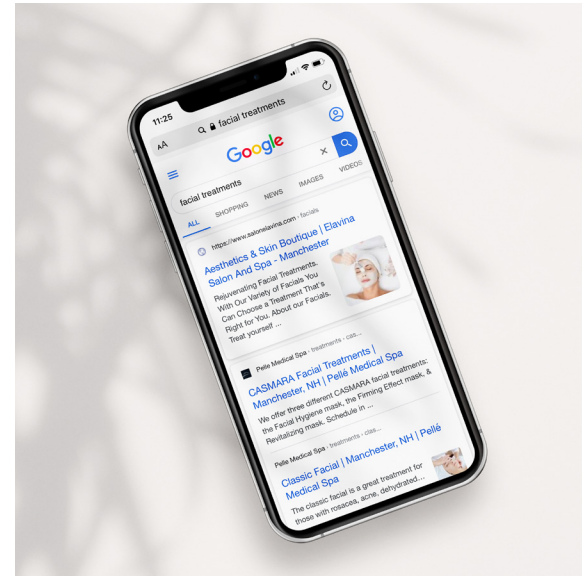 11:25
AA facial treatments
Google
facial treatments ×
ALL SHOPPING NEWS IMAGES VIDEOS
https://www.salonelavina.com › facials
Aesthetics & Skin Boutique | Elavina
Salon And Spa - Manchester
Rejuvenating Facial Treatments.
With Our Variety of Facials You
Can Choose a Treatment That's
Right for You. About our Facials.
Treat yourself ...
Pelle Medical Spa › treatments › cas...
CASMARA Facial Treatments |
Manchester, NH | Pellé Medical Spa
We offer three different CASMARA facial treatments:
the Facial Hygiene mask, the Firming Effect mask, &
Revitalizing mask. Schedule in ...
Pelle Medical Spa › treatments › clas...
Classic Facial | Manchester, NH | Pellé
Medical Spa
The classic facial is a great treatment for
those with rosacea, acne, dehydrated...